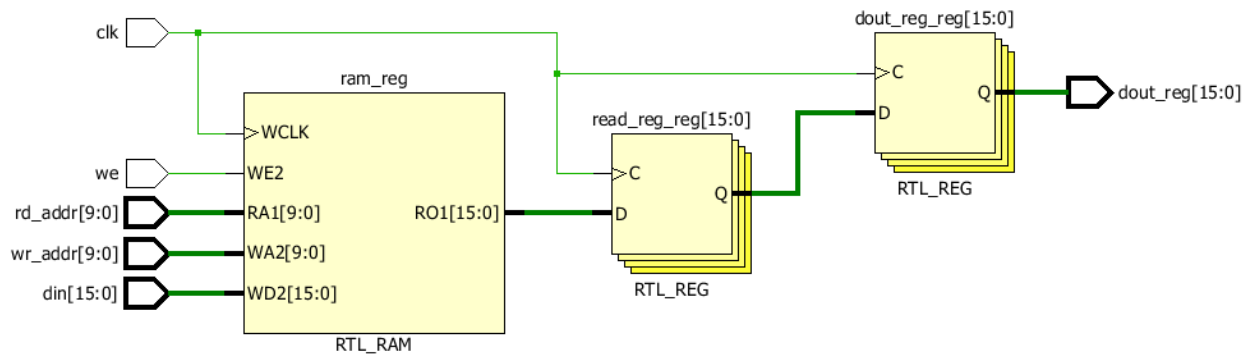 clk
we
rd_addr[9:0]
wr_addr[9:0]
din[15:0]
ram_reg
WCLK
WE2
RA1[9:0]
WA2[9:0]
WD2[15:0]
RO1[15:0]
RTL_RAM
read_reg_reg[15:0]
C
D
Q
RTL_REG
dout_reg_reg[15:0]
C
D
Q
RTL_REG
dout_reg[15:0]